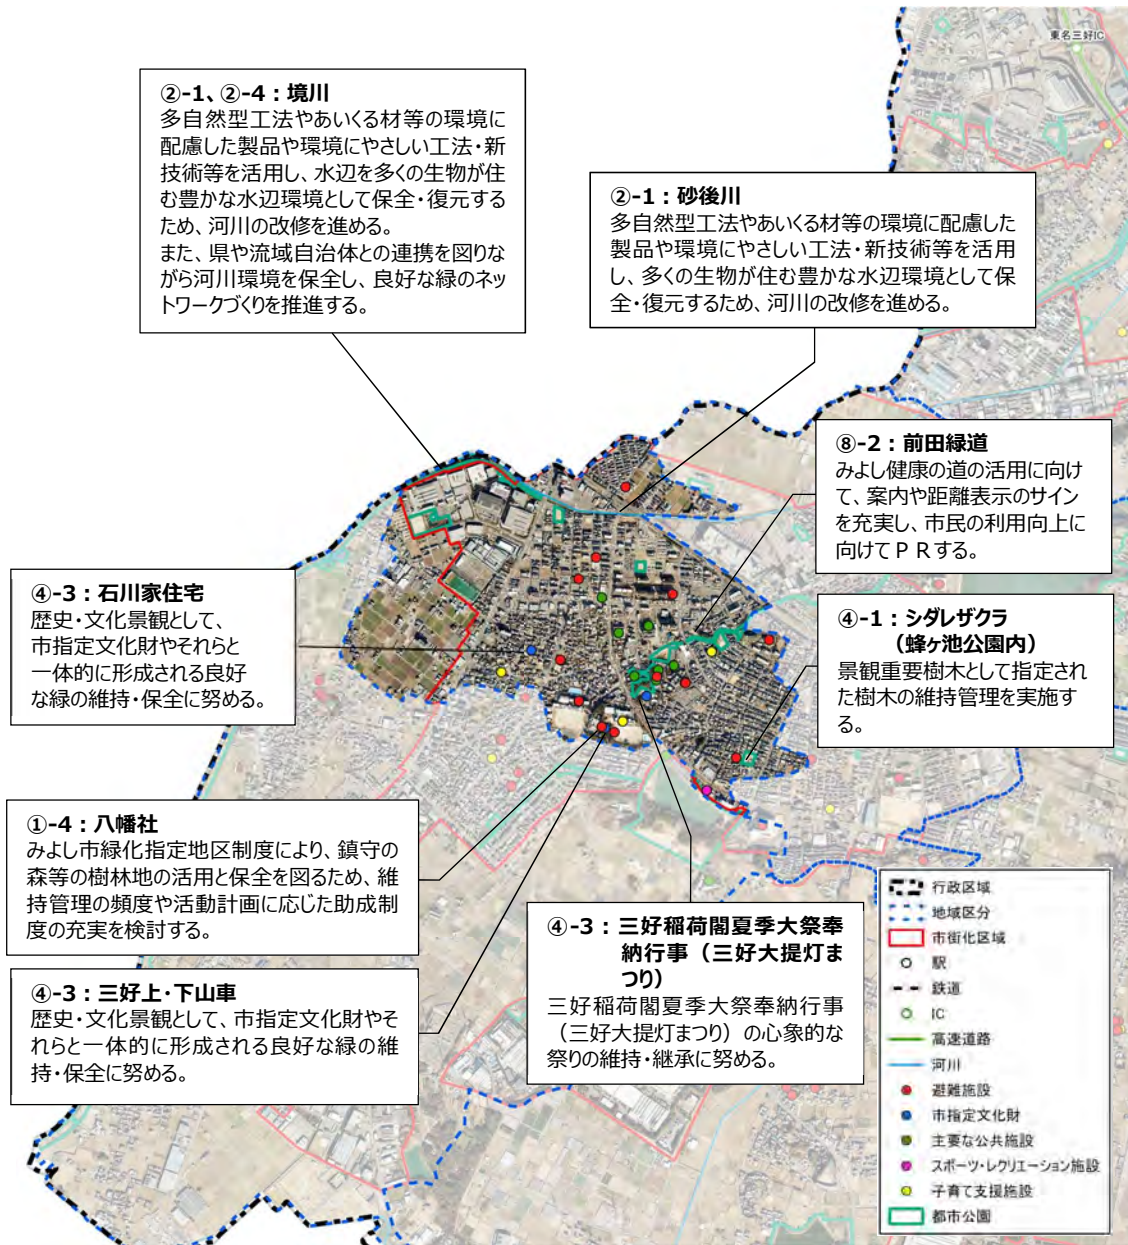 東名三好IC
②-1、②-4：境川
多自然型工法やあいくる材等の環境に
配慮した製品や環境にやさしい工法・新
技術等を活用し、水辺を多くの生物が住
む豊かな水辺環境として保全・復元する
ため、河川の改修を進める。
また、県や流域自治体との連携を図りな
がら河川環境を保全し、良好な緑のネッ
トワークづくりを推進する。
②-1：砂後川
多自然型工法やあいくる材等の環境に配慮した
製品や環境にやさしい工法・新技術等を活用
し、多くの生物が住む豊かな水辺環境として保
全・復元するため、河川の改修を進める。
⑧-2：前田緑道
みよし健康の道の活用に向け
て、案内や距離表示のサイン
を充実し、市民の利用向上に
向けてＰＲする。
④-3：石川家住宅
歴史・文化景観として、
市指定文化財やそれらと
一体的に形成される良好
な緑の維持・保全に努める。
④-1：シダレザクラ
（蜂ヶ池公園内）
景観重要樹木として指定され
た樹木の維持管理を実施す
る。
①-4：八幡社
みよし市緑化指定地区制度により、鎮守の
森等の樹林地の活用と保全を図るため、維
持管理の頻度や活動計画に応じた助成制
度の充実を検討する。
④-3：三好上・下山車
歴史・文化景観として、市指定文化財やそ
れらと一体的に形成される良好な緑の維
持・保全に努める。
④-3：三好稲荷閣夏季大祭奉
納行事（三好大提灯ま
つり）
三好稲荷閣夏季大祭奉納行事
（三好大提灯まつり）の心象的な
祭りの維持・継承に努める。
行政区域
地域区分
市街化区域
駅
鉄道
IC
高速道路
河川
避難施設
市指定文化財
主要な公共施設
スポーツ・レクリエーション施設
子育て支援施設
都市公園